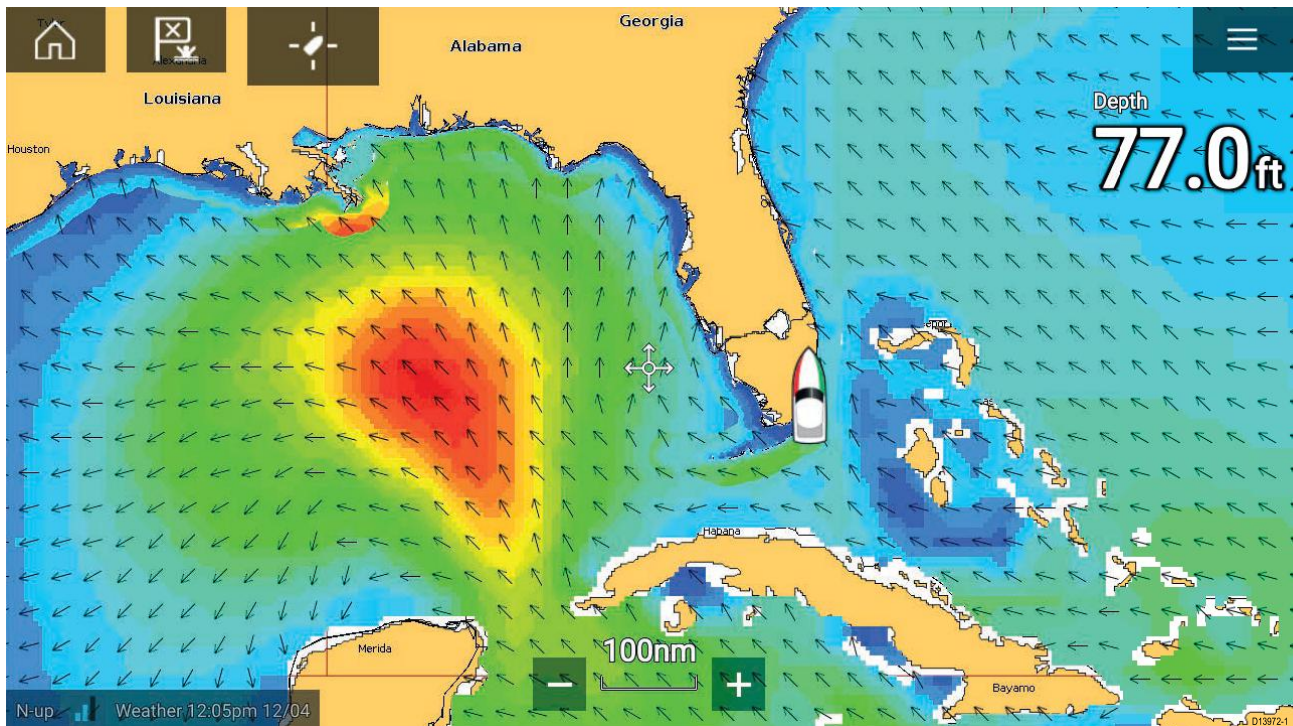 Georgia
Alabama
Louisiana
Houston
Depth
77.0ft
Habana
Merida
Bayamo
100nm
N-up
Weather 12:05pm 12/04
D13972-1